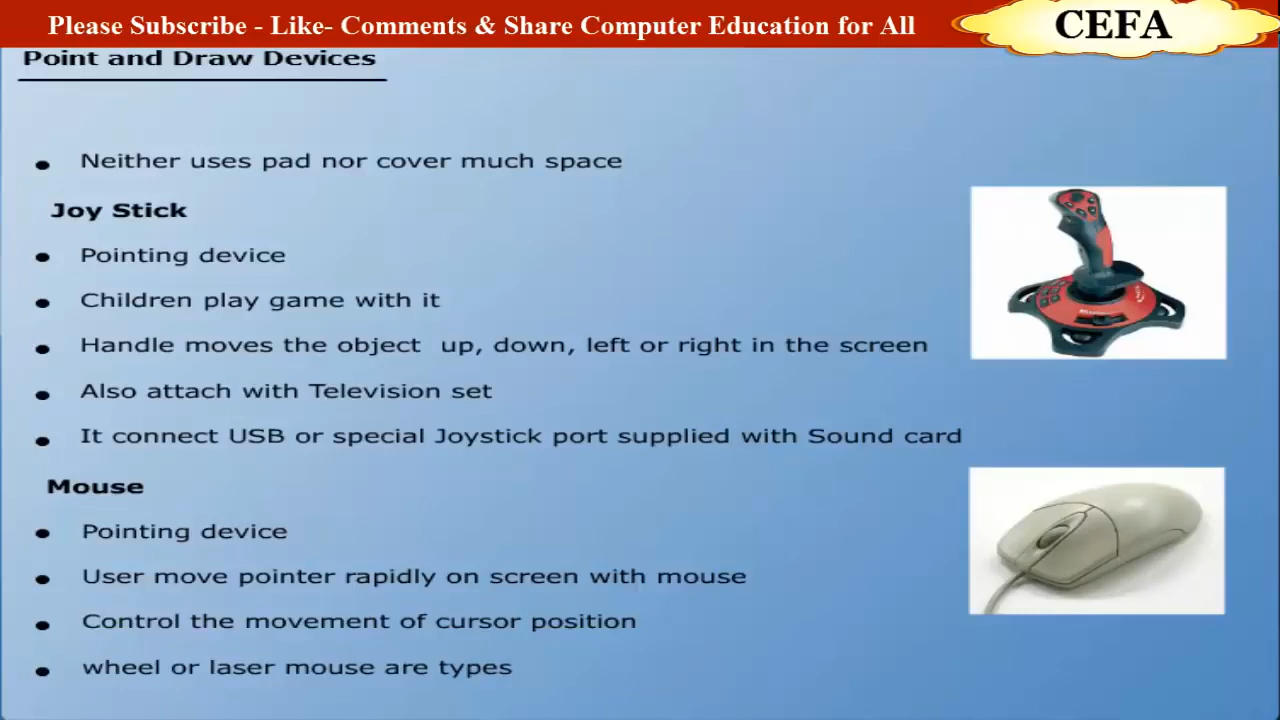 Please Subscribe - Like- Comments & Share Computer Education for All
CEFA
Point and Draw Devices
• Neither uses pad nor cover much space
Joy Stick
• Pointing device
• Children play game with it
• Handle moves the object up, down, left or right in the screen
• Also attach with Television set
• It connect USB or special Joystick port supplied with Sound card
Mouse
• Pointing device
• User move pointer rapidly on screen with mouse
• Control the movement of cursor position
• wheel or laser mouse are types